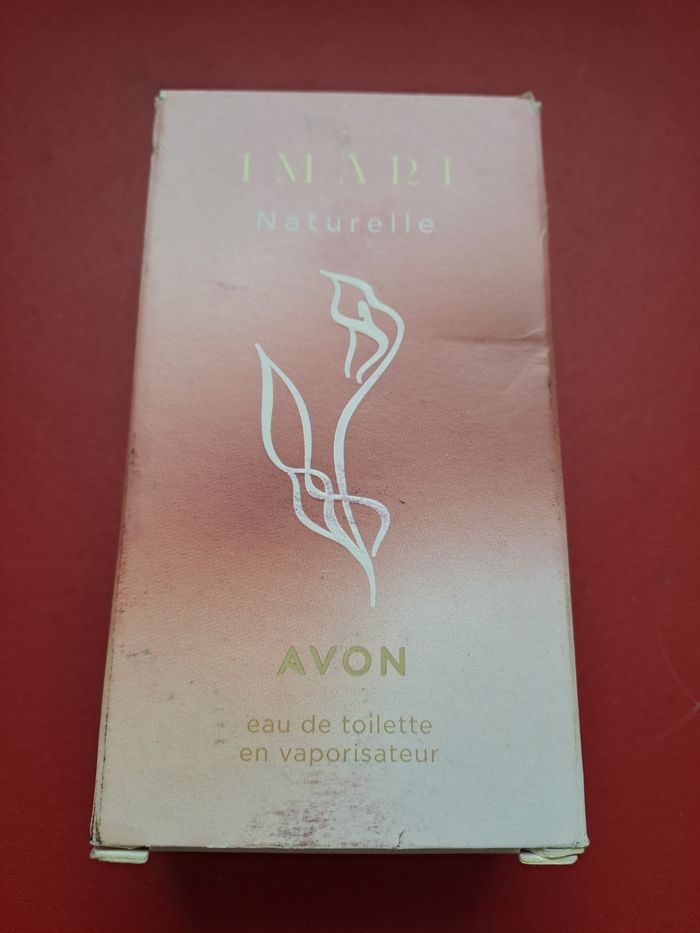 IMARI
Naturelle
AVON
eau de toilette
en vaporisateur